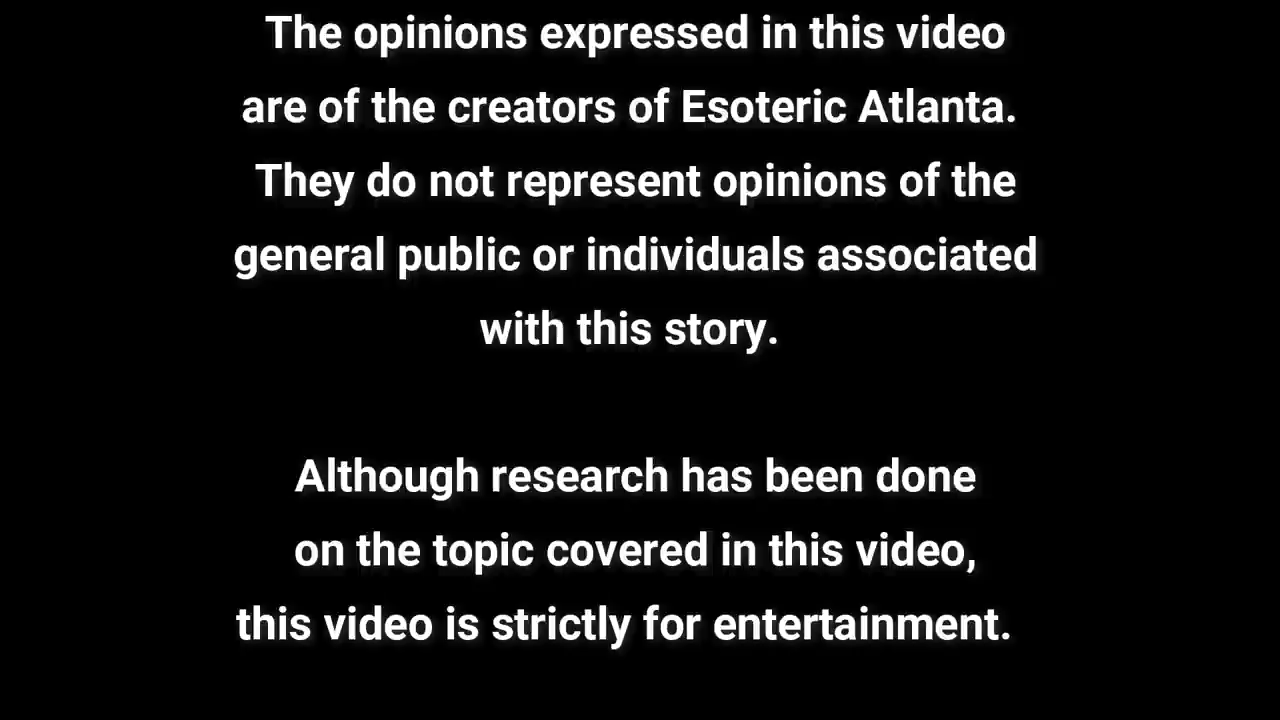 The opinions expressed in this video
are of the creators of Esoteric Atlanta.
They do not represent opinions of the
general public or individuals associated
with this story.
Although research has been done
on the topic covered in this video,
this video is strictly for entertainment.